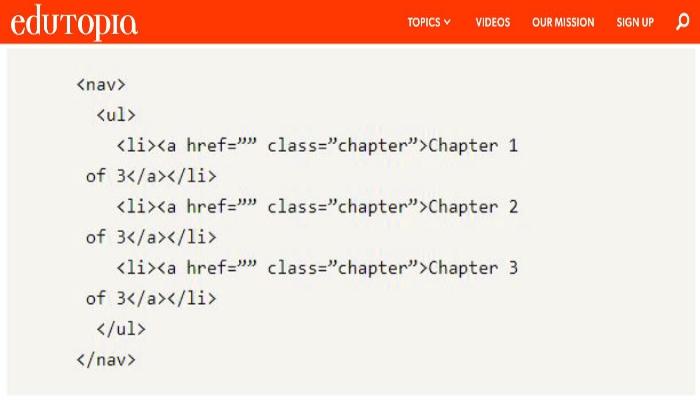 edutopia
TOPICS VIDEOS OUR MISSION SIGN UP
<nav>
<ul>
<li><a href=”” class=”chapter”>Chapter 1
of 3</a></li>
<li><a href=”” class=”chapter”>Chapter 2
of 3</a></li>
<li><a href=”” class=”chapter”>Chapter 3
of 3</a></li>
</ul>
</nav>